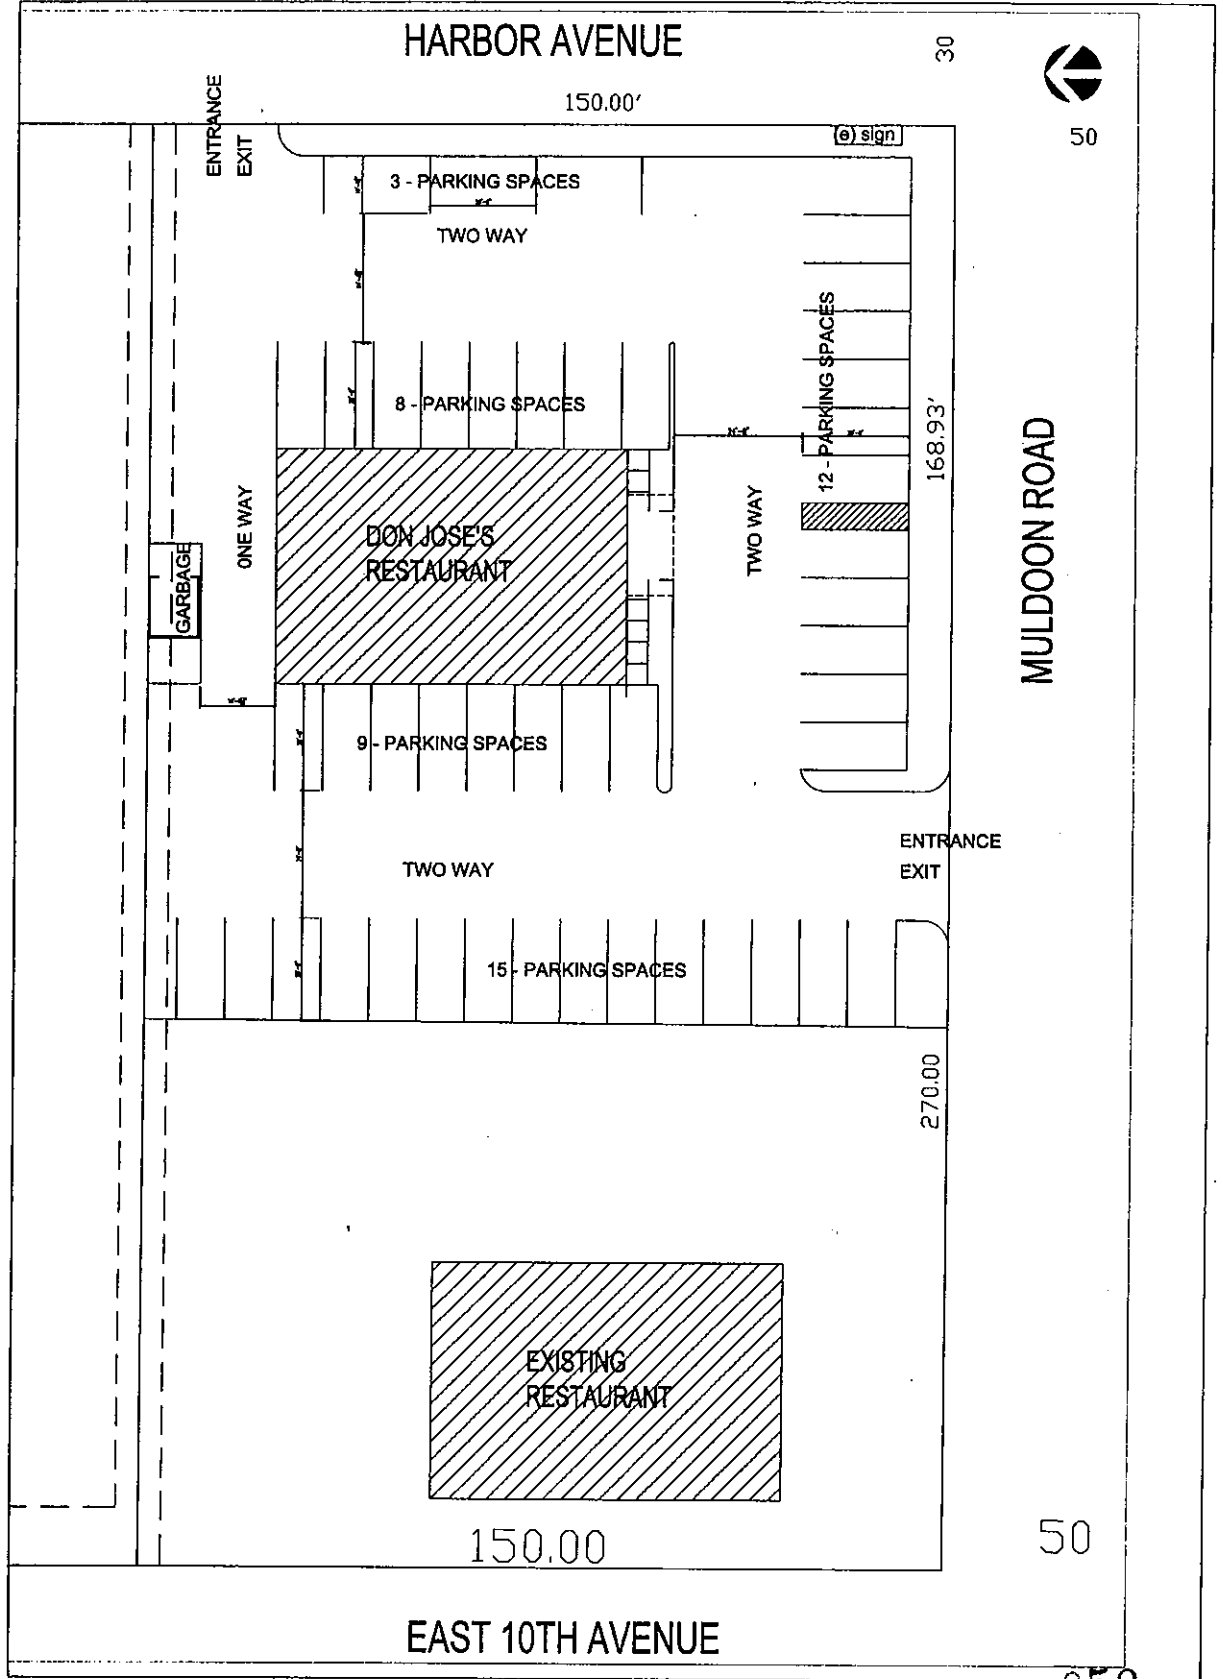 HARBOR AVENUE
30
150.00'
50
ENTRANCE
EXIT
(e) sign
3 - PARKING SPACES
TWO WAY
12 - PARKING SPACES
8 - PARKING SPACES
168.93'
MULDOON ROAD
ONE WAY
DON JOSE'S
RESTAURANT
TWO WAY
GARBAGE
9 - PARKING SPACES
ENTRANCE
EXIT
TWO WAY
15 - PARKING SPACES
270.00
EXISTING
RESTAURANT
150.00
50
EAST 10TH AVENUE